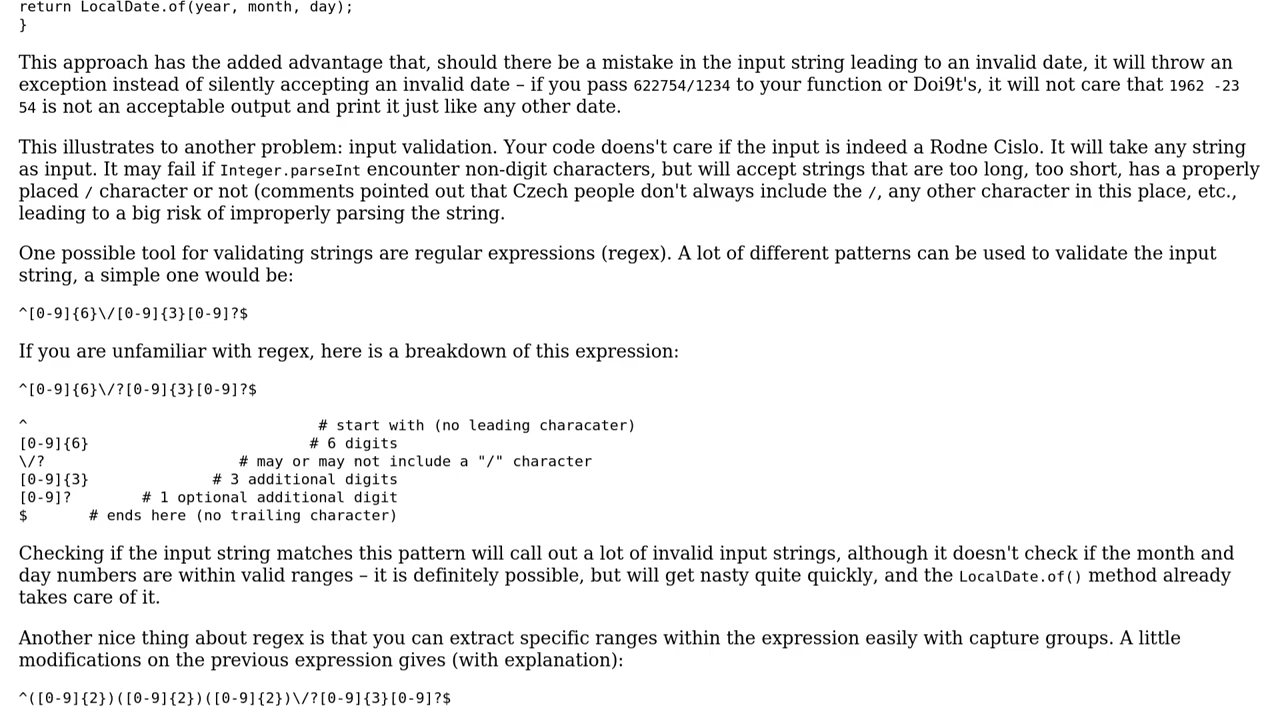 return LocalDate.of(year, month, day);
}
This approach has the added advantage that, should there be a mistake in the input string leading to an invalid date, it will throw an
exception instead of silently accepting an invalid date – if you pass 622754/1234 to your function or Doi9t's, it will not care that 1962 -23
54 is not an acceptable output and print it just like any other date.
This illustrates to another problem: input validation. Your code doens't care if the input is indeed a Rodne Cislo. It will take any string
as input. It may fail if Integer.parseInt encounter non-digit characters, but will accept strings that are too long, too short, has a properly
placed / character or not (comments pointed out that Czech people don't always include the /, any other character in this place, etc.,
leading to a big risk of improperly parsing the string.
One possible tool for validating strings are regular expressions (regex). A lot of different patterns can be used to validate the input
string, a simple one would be:
^[0-9]{6}\/[0-9]{3}[0-9]?$
If you are unfamiliar with regex, here is a breakdown of this expression:
^[0-9]{6}\/?[0-9]{3}[0-9]?$
^ # start with (no leading characater)
[0-9]{6} # 6 digits
\/? # may or may not include a "/" character
[0-9]{3} # 3 additional digits
[0-9]? # 1 optional additional digit
$ # ends here (no trailing character)
Checking if the input string matches this pattern will call out a lot of invalid input strings, although it doesn't check if the month and
day numbers are within valid ranges – it is definitely possible, but will get nasty quite quickly, and the LocalDate.of() method already
takes care of it.
Another nice thing about regex is that you can extract specific ranges within the expression easily with capture groups. A little
modifications on the previous expression gives (with explanation):
^([0-9]{2})([0-9]{2})([0-9]{2})\/?[0-9]{3}[0-9]?$